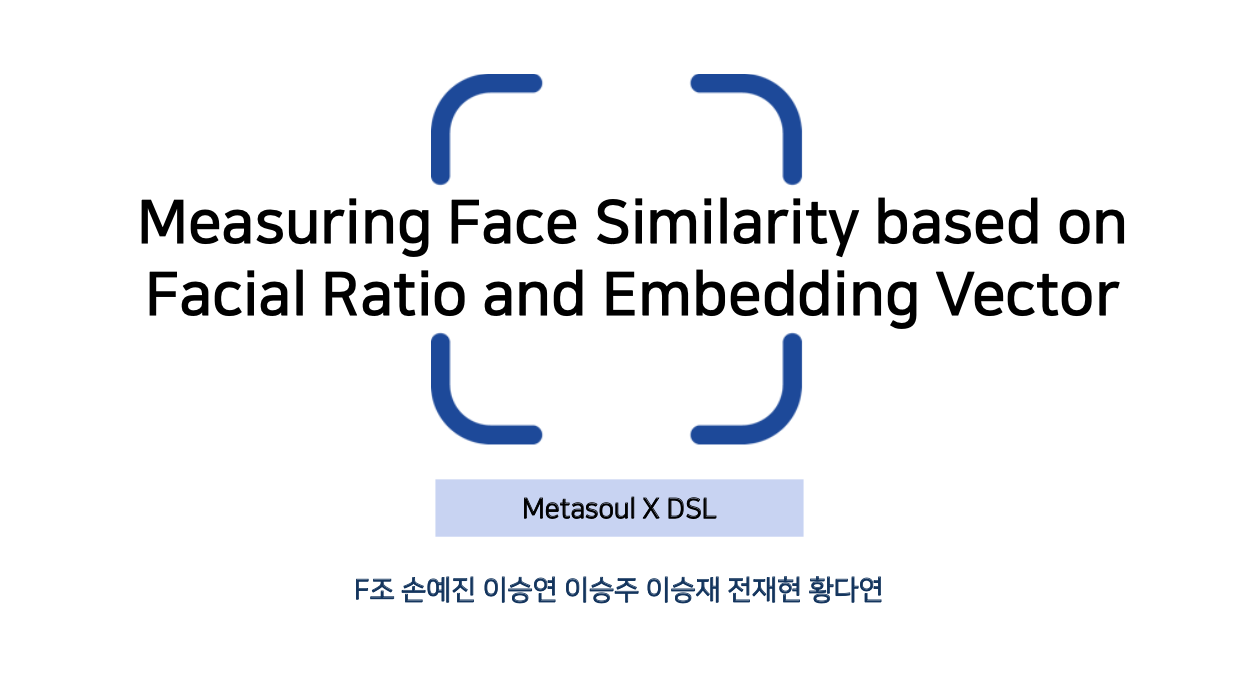 Measuring Face Similarity based on
Facial Ratio and Embedding Vector
Metasoul X DSL
F조 손예진 이승연 이승주 이승재 전재현 황다연